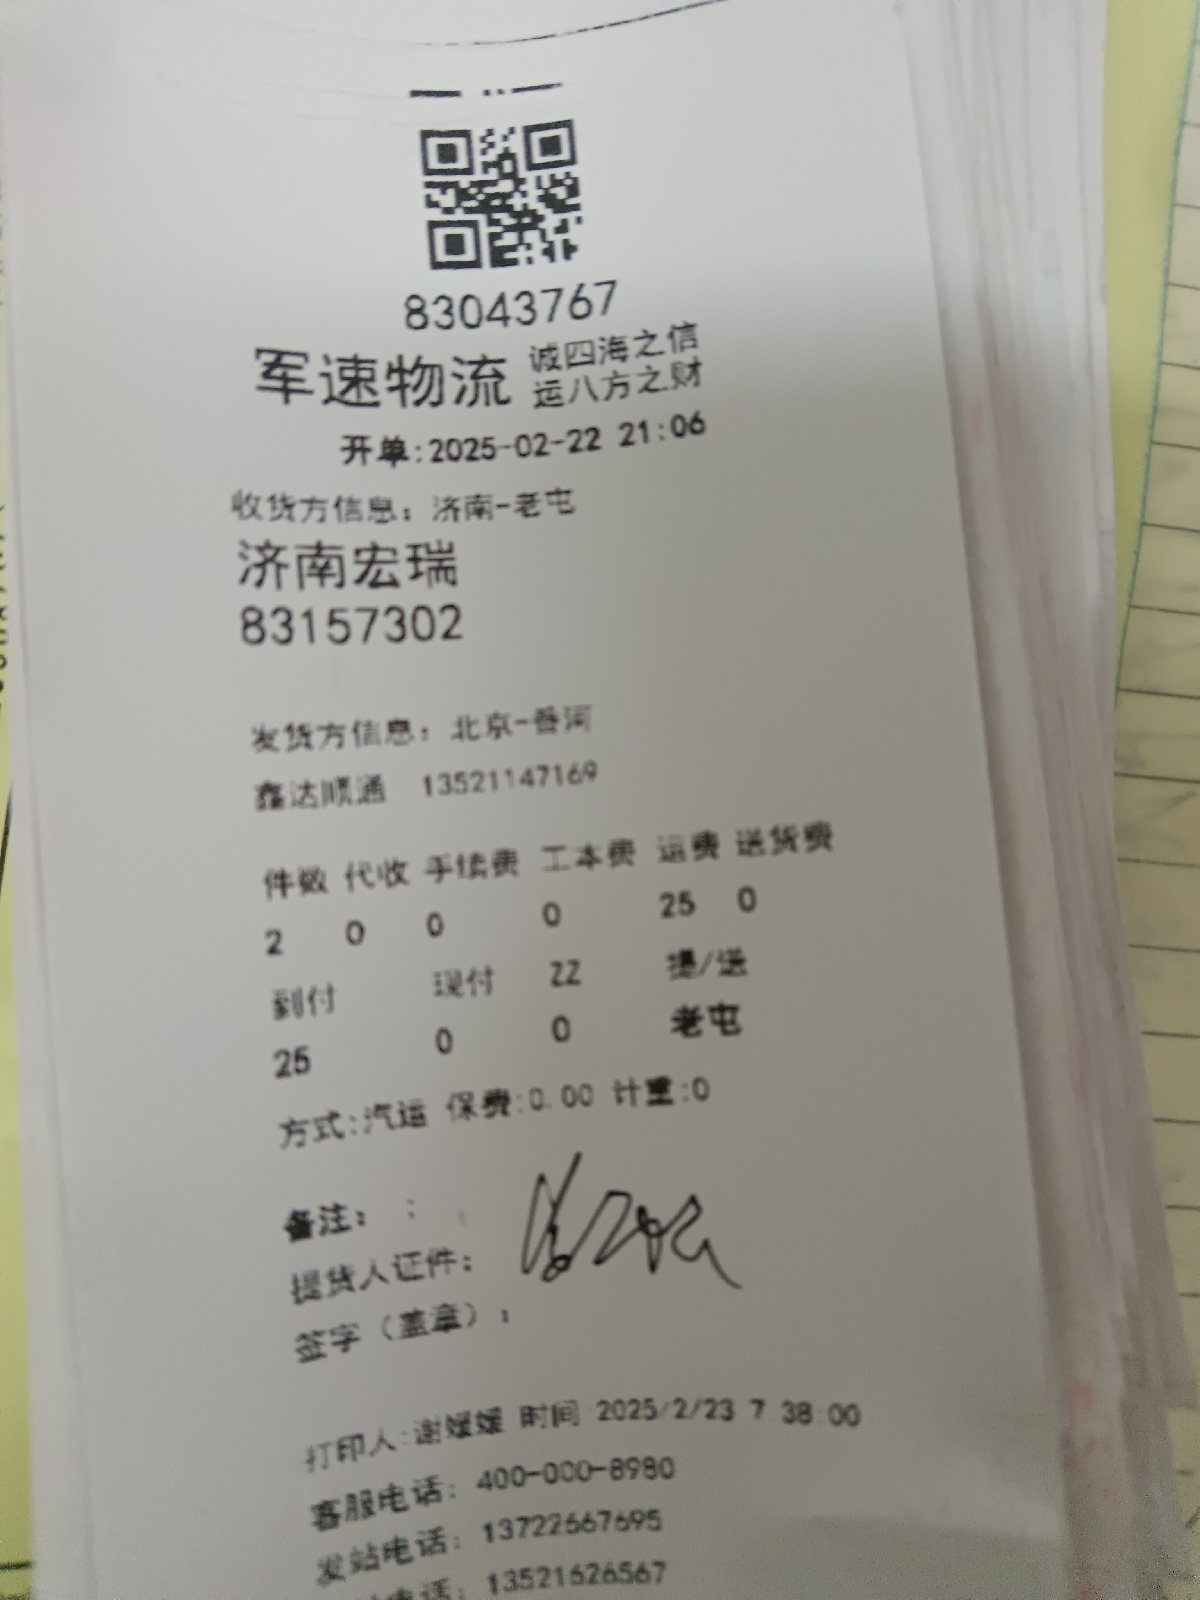 83043767
军速物流 诚四海之信
运八方之财
开单:2025-02-22 21:06
收货方信息：济南-老屯
济南宏瑞
83157302
发货方信息：北京-香河
鑫达顺通 13521147169
件数 代收 手续费 工本费 运费 送货费
2 0 0 0 25 0
到付 现付 ZZ 提/送
25 0 0 老屯
方式:汽运 保费:0.00 计重:0
备注：
提货人证件：
签字（盖章）：
打印人:谢媛媛 时间 2025/2/23 7:38:00
客服电话：400-000-8980
发站电话：13722667695
电话：13521626567